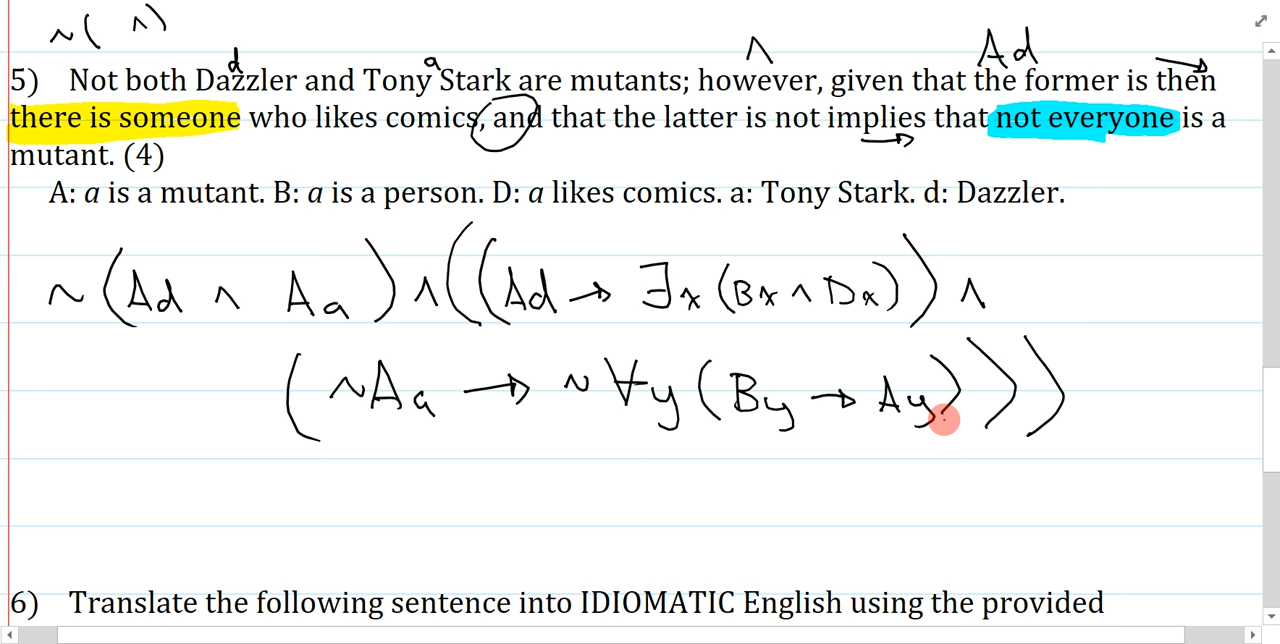 ~( ∧)
d a ∧ Ad →
5) Not both Dazzler and Tony Stark are mutants; however, given that the former is then
there is someone who likes comics, and that the latter is not implies that not everyone is a
→
mutant. (4)
A: a is a mutant. B: a is a person. D: a likes comics. a: Tony Stark. d: Dazzler.
~(Ad ∧ Aa) ∧ ((Ad → ∃x(Bx ∧ Dx)) ∧
(~Aa → ~∀y(By → Ay)))
6) Translate the following sentence into IDIOMATIC English using the provided